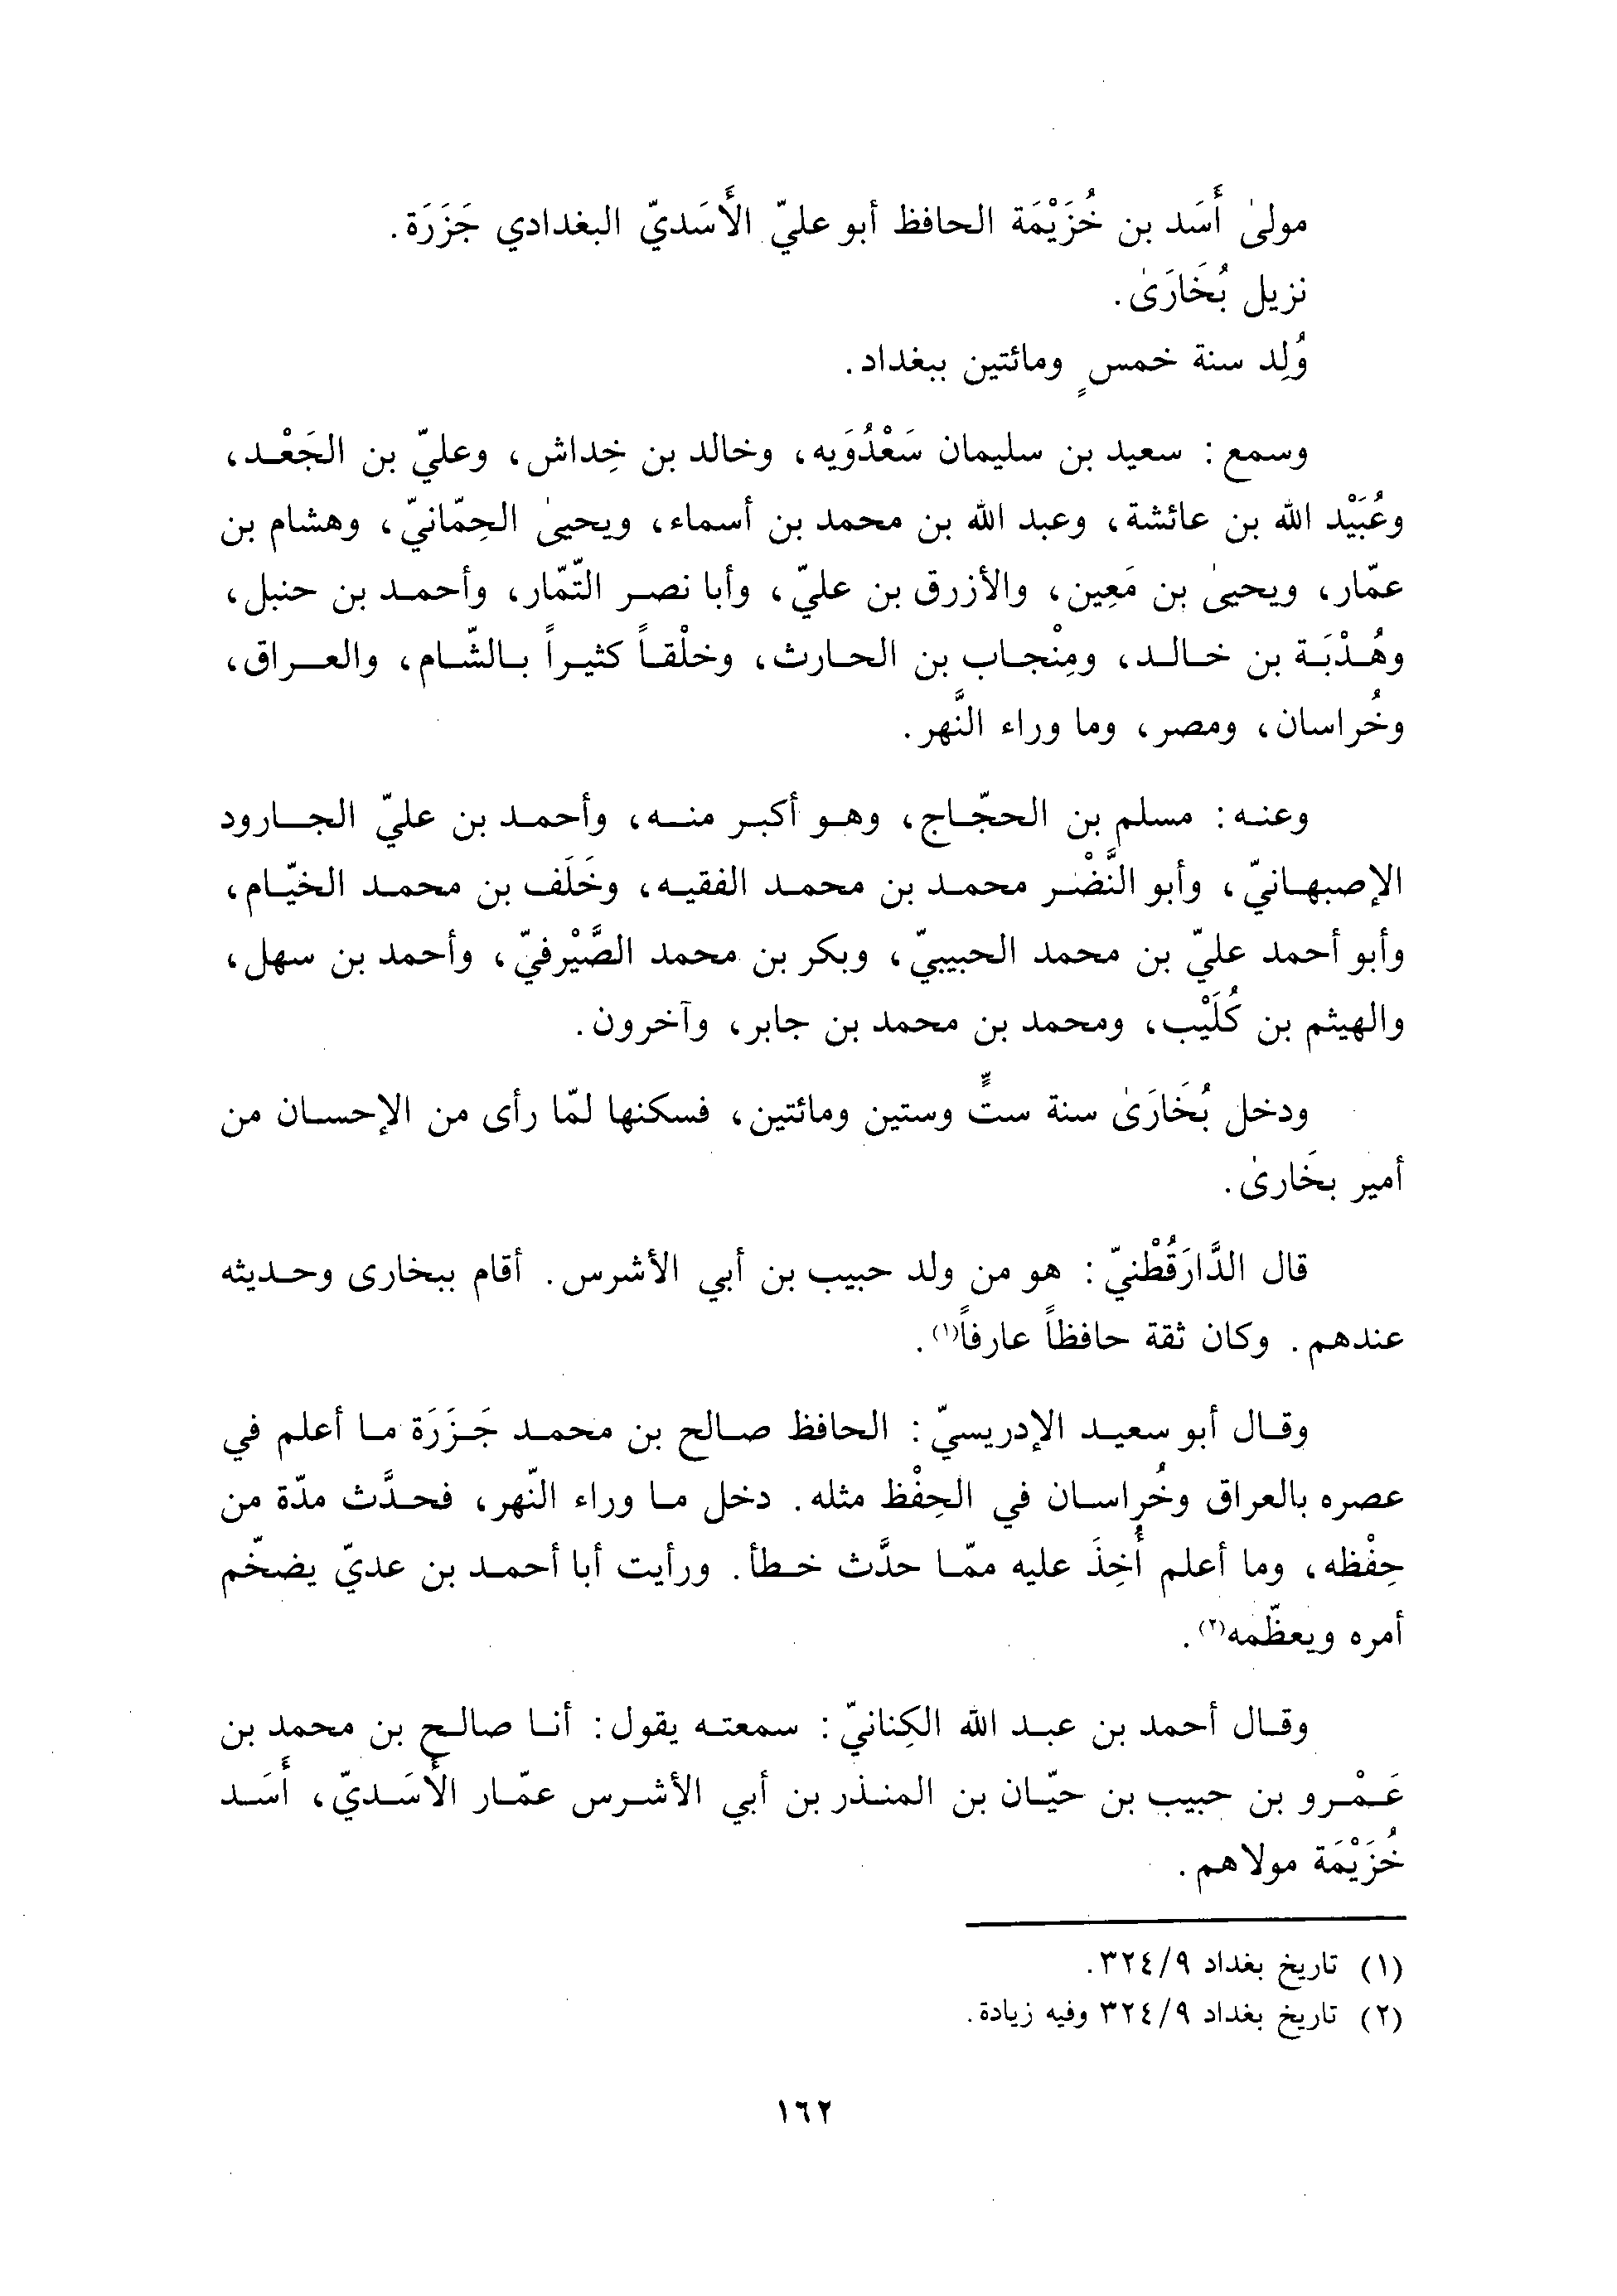 مولىٰ أَسَد بن خُزَيْمَة الحافظ أبو عليّ الأَسَديّ البغدادي جَزَرَة.
نزيل بُخَارَىٰ.
وُلِد سنة خمسٍ ومائتين ببغداد.
وسمع: سعيد بن سليمان سَعْدُوَيه، وخالد بن خِداش، وعليّ بن الجَعْد،
وعُبَيْد الله بن عائشة، وعبد الله بن محمد بن أسماء، ويحيىٰ الحِمّانيّ، وهشام بن
عمّار، ويحيىٰ بن مَعِين، والأزرق بن عليّ، وأبا نصر التّمّار، وأحمد بن حنبل،
وهُدْبَة بن خالد، ومِنْجاب بن الحارث، وخلْقاً كثيراً بالشّام، والعراق،
وخُراسان، ومصر، وما وراء النَّهر.
وعنه: مسلم بن الحجّاج، وهو أكبر منه، وأحمد بن عليّ الجارود
الإصبهانيّ، وأبو النَّضْر محمد بن محمد الفقيه، وخَلَف بن محمد الخيّام،
وأبو أحمد عليّ بن محمد الحبيبيّ، وبكر بن محمد الصَّيْرفيّ، وأحمد بن سهل،
والهيثم بن كُلَيْب، ومحمد بن محمد بن جابر، وآخرون.
ودخل بُخَارَىٰ سنة ستٍّ وستين ومائتين، فسكنها لمّا رأى من الإحسان من
أمير بخَارىٰ.
قال الدَّارَقُطْنيّ: هو من ولد حبيب بن أبي الأشرس. أقام ببخارى وحديثه
عندهم. وكان ثقة حافظاً عارفاً(١).
وقال أبو سعيد الإدريسيّ: الحافظ صالح بن محمد جَزَرَة ما أعلم في
عصره بالعراق وخُراسان في الحِفْظ مثله. دخل ما وراء النّهر، فحدَّث مدّة من
حِفْظه، وما أعلم أُخِذَ عليه ممّا حدَّث خطأ. ورأيت أبا أحمد بن عديّ يضخّم
أمره ويعظّمه(٢).
وقال أحمد بن عبد الله الكِنانيّ: سمعته يقول: أنا صالح بن محمد بن
عَمْرو بن حبيب بن حيّان بن المنذر بن أبي الأشرس عمّار الأَسَديّ، أَسَد
خُزَيْمَة مولاهم.
(١) تاريخ بغداد ٣٢٤/٩.
(٢) تاريخ بغداد ٣٢٤/٩ وفيه زيادة.
١٦٢